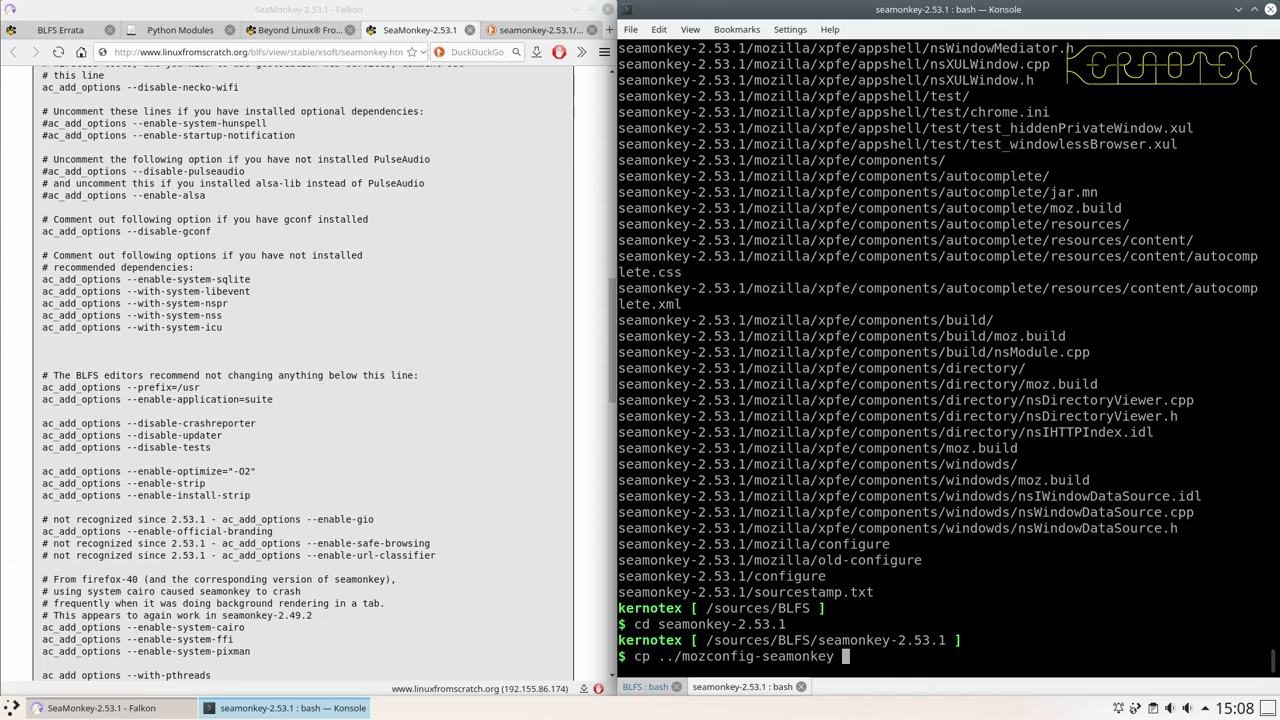 SeaMonkey-2.53.1 - Falkon
BLFS Errata
Python Modules
Beyond Linux® Fro...
SeaMonkey-2.53.1
seamonkey-2.53.1/...
http://www.linuxfromscratch.org/blfs/view/stable/xsoft/seamonkey.htm
DuckDuckGo
# this line
ac_add_options --disable-necko-wifi
# Uncomment these lines if you have installed optional dependencies:
#ac_add_options --enable-system-hunspell
#ac_add_options --enable-startup-notification
# Uncomment the following option if you have not installed PulseAudio
#ac_add_options --disable-pulseaudio
# and uncomment this if you installed alsa-lib instead of PulseAudio
#ac_add_options --enable-alsa
# Comment out following option if you have gconf installed
ac_add_options --disable-gconf
# Comment out following options if you have not installed
# recommended dependencies:
ac_add_options --enable-system-sqlite
ac_add_options --with-system-libevent
ac_add_options --with-system-nspr
ac_add_options --with-system-nss
ac_add_options --with-system-icu
# The BLFS editors recommend not changing anything below this line:
ac_add_options --prefix=/usr
ac_add_options --enable-application=suite
ac_add_options --disable-crashreporter
ac_add_options --disable-updater
ac_add_options --disable-tests
ac_add_options --enable-optimize="-O2"
ac_add_options --enable-strip
ac_add_options --enable-install-strip
# not recognized since 2.53.1 - ac_add_options --enable-gio
ac_add_options --enable-official-branding
# not recognized since 2.53.1 - ac_add_options --enable-safe-browsing
# not recognized since 2.53.1 - ac_add_options --enable-url-classifier
# From firefox-40 (and the corresponding version of seamonkey),
# using system cairo caused seamonkey to crash
# frequently when it was doing background rendering in a tab.
# This appears to again work in seamonkey-2.49.2
ac_add_options --enable-system-cairo
ac_add_options --enable-system-ffi
ac_add_options --enable-system-pixman
ac_add_options --with-pthreads
www.linuxfromscratch.org (192.155.86.174)
seamonkey-2.53.1 : bash — Konsole
File Edit View Bookmarks Settings Help
KERNOTEX
seamonkey-2.53.1/mozilla/xpfe/appshell/nsWindowMediator.h
seamonkey-2.53.1/mozilla/xpfe/appshell/nsXULWindow.cpp
seamonkey-2.53.1/mozilla/xpfe/appshell/nsXULWindow.h
seamonkey-2.53.1/mozilla/xpfe/appshell/test/
seamonkey-2.53.1/mozilla/xpfe/appshell/test/chrome.ini
seamonkey-2.53.1/mozilla/xpfe/appshell/test/test_hiddenPrivateWindow.xul
seamonkey-2.53.1/mozilla/xpfe/appshell/test/test_windowlessBrowser.xul
seamonkey-2.53.1/mozilla/xpfe/components/
seamonkey-2.53.1/mozilla/xpfe/components/autocomplete/
seamonkey-2.53.1/mozilla/xpfe/components/autocomplete/jar.mn
seamonkey-2.53.1/mozilla/xpfe/components/autocomplete/moz.build
seamonkey-2.53.1/mozilla/xpfe/components/autocomplete/resources/
seamonkey-2.53.1/mozilla/xpfe/components/autocomplete/resources/content/
seamonkey-2.53.1/mozilla/xpfe/components/autocomplete/resources/content/autocomp
lete.css
seamonkey-2.53.1/mozilla/xpfe/components/autocomplete/resources/content/autocomp
lete.xml
seamonkey-2.53.1/mozilla/xpfe/components/build/
seamonkey-2.53.1/mozilla/xpfe/components/build/moz.build
seamonkey-2.53.1/mozilla/xpfe/components/build/nsModule.cpp
seamonkey-2.53.1/mozilla/xpfe/components/directory/
seamonkey-2.53.1/mozilla/xpfe/components/directory/moz.build
seamonkey-2.53.1/mozilla/xpfe/components/directory/nsDirectoryViewer.cpp
seamonkey-2.53.1/mozilla/xpfe/components/directory/nsDirectoryViewer.h
seamonkey-2.53.1/mozilla/xpfe/components/directory/nsIHTTPIndex.idl
seamonkey-2.53.1/mozilla/xpfe/components/moz.build
seamonkey-2.53.1/mozilla/xpfe/components/windowds/
seamonkey-2.53.1/mozilla/xpfe/components/windowds/moz.build
seamonkey-2.53.1/mozilla/xpfe/components/windowds/nsIWindowDataSource.idl
seamonkey-2.53.1/mozilla/xpfe/components/windowds/nsWindowDataSource.cpp
seamonkey-2.53.1/mozilla/xpfe/components/windowds/nsWindowDataSource.h
seamonkey-2.53.1/mozilla/configure
seamonkey-2.53.1/mozilla/old-configure
seamonkey-2.53.1/configure
seamonkey-2.53.1/sourcestamp.txt
kernotex [ /sources/BLFS ]
$ cd seamonkey-2.53.1
kernotex [ /sources/BLFS/seamonkey-2.53.1 ]
$ cp ../mozconfig-seamonkey
BLFS : bash
seamonkey-2.53.1 : bash
SeaMonkey-2.53.1 - Falkon
seamonkey-2.53.1 : bash — Konsole
15:08